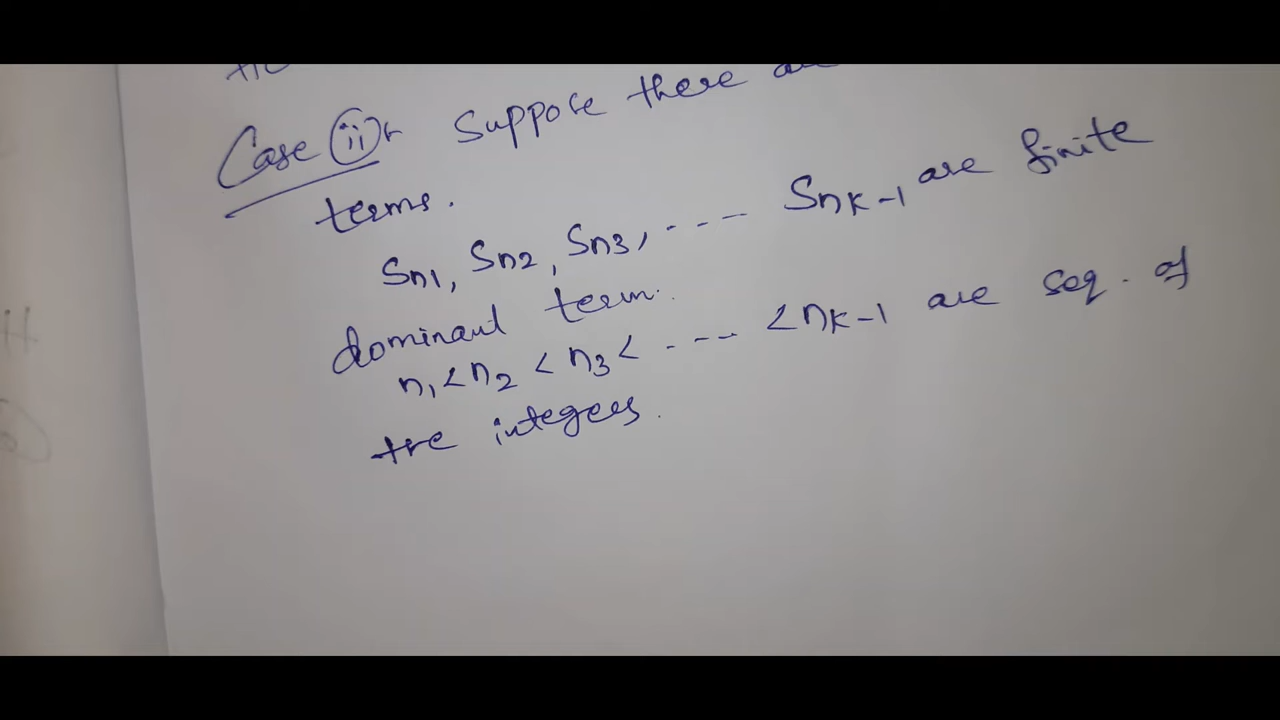 Case (ii) Suppose there
terms.
Sn1, Sn2, Sn3, ---- SnK-1 are finite
dominant term.
n1 < n2 < n3 < ---- < nK-1 are seq. of
+ve integers.